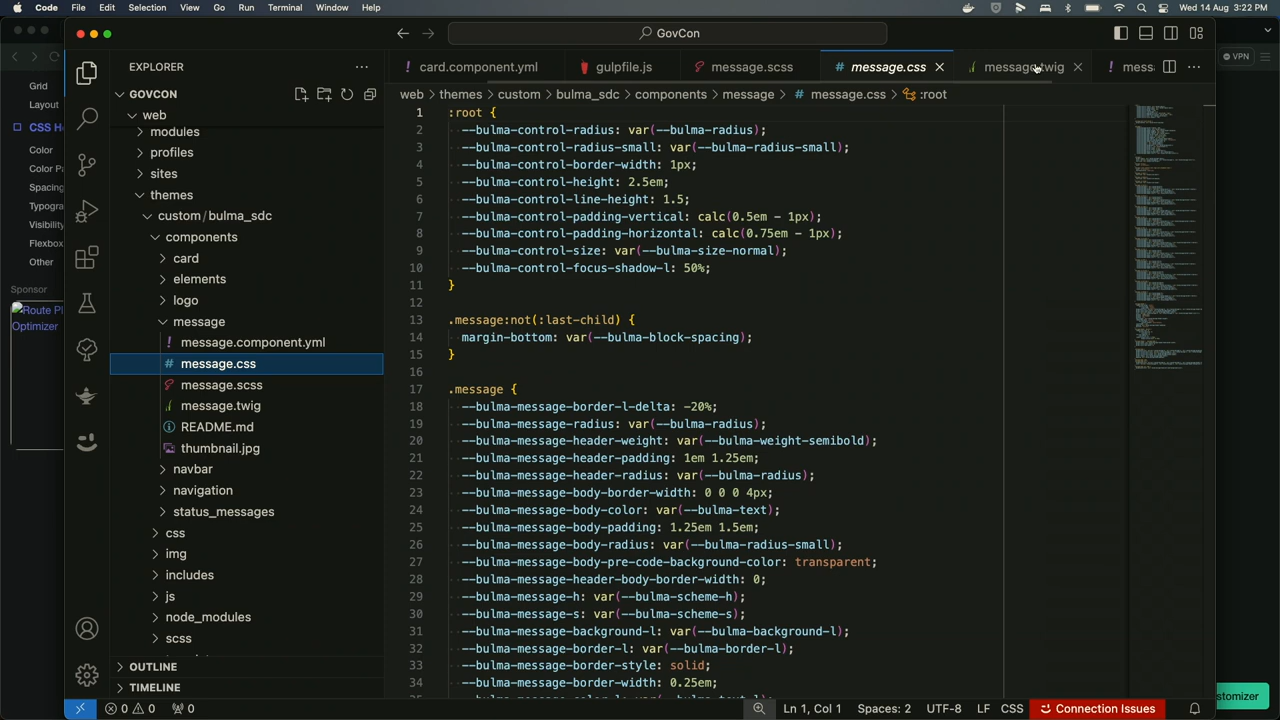 Code File Edit Selection View Go Run Terminal Window Help Wed 14 Aug 3:22 PM
GovCon
EXPLORER
card.component.yml gulpfile.js message.scss message.css message.twig mess
GOVCON
web > themes > custom > bulma_sdc > components > message > # message.css > :root
web
modules
profiles
sites
themes
custom / bulma_sdc
components
card
elements
logo
message
message.component.yml
message.css
message.scss
message.twig
README.md
thumbnail.jpg
navbar
navigation
status_messages
css
img
includes
js
node_modules
scss
OUTLINE
TIMELINE
1 :root {
2 --bulma-control-radius: var(--bulma-radius);
3 --bulma-control-radius-small: var(--bulma-radius-small);
4 --bulma-control-border-width: 1px;
5 --bulma-control-height: 2.5em;
6 --bulma-control-line-height: 1.5;
7 --bulma-control-padding-vertical: calc(0.5em - 1px);
8 --bulma-control-padding-horizontal: calc(0.75em - 1px);
9 --bulma-control-size: var(--bulma-size-normal);
10 --bulma-control-focus-shadow-l: 50%;
11 }
12
13 .message:not(:last-child) {
14 margin-bottom: var(--bulma-block-spacing);
15 }
16
17 .message {
18 --bulma-message-border-l-delta: -20%;
19 --bulma-message-radius: var(--bulma-radius);
20 --bulma-message-header-weight: var(--bulma-weight-semibold);
21 --bulma-message-header-padding: 1em 1.25em;
22 --bulma-message-header-radius: var(--bulma-radius);
23 --bulma-message-body-border-width: 0 0 0 4px;
24 --bulma-message-body-color: var(--bulma-text);
25 --bulma-message-body-padding: 1.25em 1.5em;
26 --bulma-message-body-radius: var(--bulma-radius-small);
27 --bulma-message-body-pre-code-background-color: transparent;
28 --bulma-message-header-body-border-width: 0;
29 --bulma-message-h: var(--bulma-scheme-h);
30 --bulma-message-s: var(--bulma-scheme-s);
31 --bulma-message-background-l: var(--bulma-background-l);
32 --bulma-message-border-l: var(--bulma-border-l);
33 --bulma-message-border-style: solid;
34 --bulma-message-border-width: 0.25em;
0 0 0 Ln 1, Col 1 Spaces: 2 UTF-8 LF CSS Connection Issues
Grid
Layout
CSS H
Color
Color P
Spacing
Typogra
Visibility
Flexbox
Other
Sponsor
Route Pl
Optimizer
VPN
stomizer